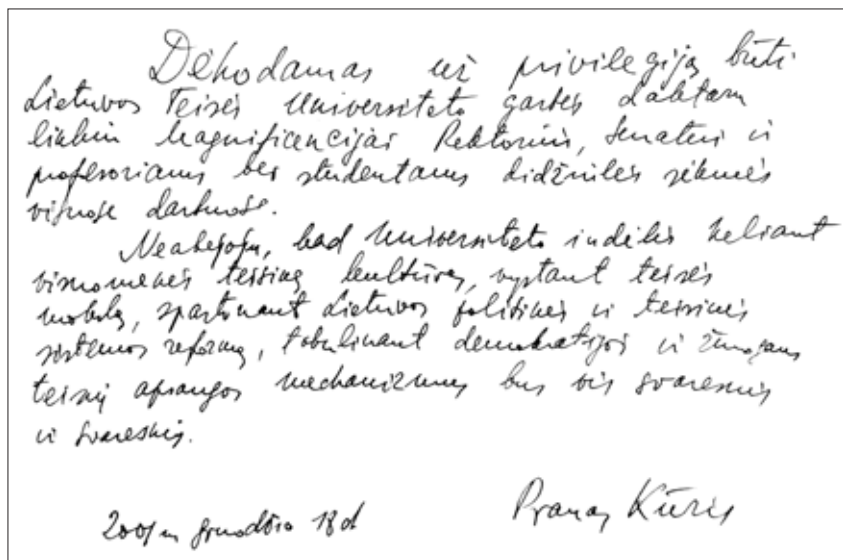 Dėkodamas už privilegiją būti
Lietuvos Teisės Universiteto garbės daktaru
linkiu Magnificencijai Rektoriui, Senatui ir
profesoriams bei studentams didžiulės sėkmės
visuose darbuose.
Neabejoju, kad Universiteto indėlis keliant
visuomenės teisinę kultūrą, vystant teisės
mokslą, spartinant Lietuvos politinės ir teisinės
sistemos reformą, tobulinant demokratijos ir žmogaus
teisių apsaugos mechanizmus bus vis svaresnis
ir svaresnis.
2001 m gruodžio 18 d
Pranas Kūris